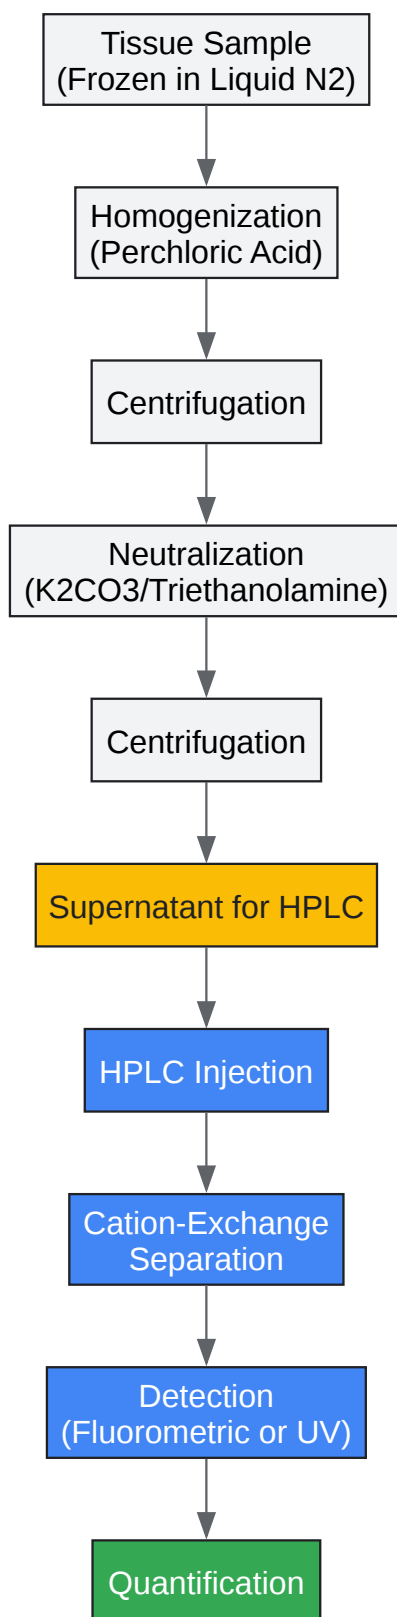 Tissue Sample
(Frozen in Liquid N2)
Homogenization
(Perchloric Acid)
Centrifugation
Neutralization
(K2CO3/Triethanolamine)
Centrifugation
Supernatant for HPLC
HPLC Injection
Cation-Exchange
Separation
Detection
(Fluorometric or UV)
Quantification